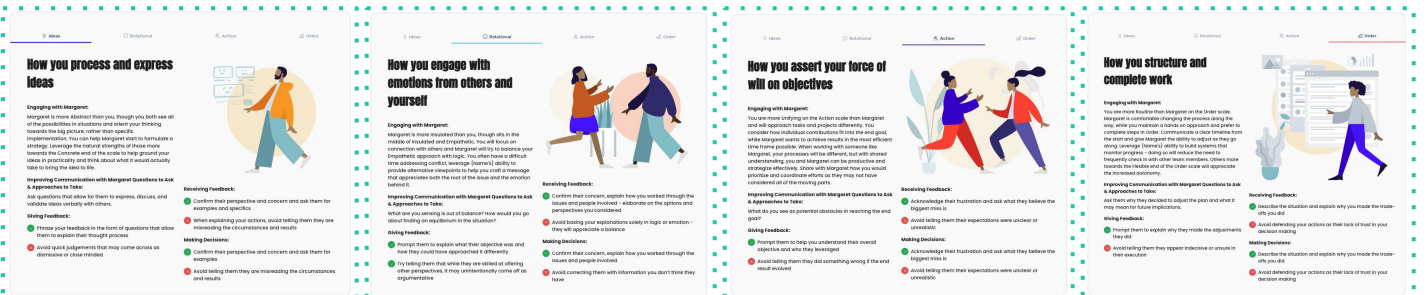 Ideas
Relational
Action
Order
How you process and express
ideas
Engaging with Margaret:
Margaret is more Abstract than you, though you both see all
of the possibilities in situations and orient your thinking
towards the big picture, rather than specific
implementation. You can help Margaret start to formulate a
strategy. Leverage the natural strengths of those more
towards the Concrete end of the scale to help ground your
ideas in practicality and think about what it would actually
take to bring the idea to life.
Improving Communication with Margaret Questions to Ask
& Approaches to Take:
Ask questions that allow for them to express, discuss, and
validate ideas verbally with others.
Giving Feedback:
Phrase your feedback in the form of questions that allow
them to explain their thought process
Avoid quick judgements that may come across as
dismissive or close minded
Receiving Feedback:
Confirm their perspective and concern and ask them for
examples and specifics
When explaining your actions, avoid telling them they are
misreading the circumstances and results
Making Decisions:
Confirm their perspective and concern and ask them for
examples
Avoid telling them they are misreading the circumstances
and results
Ideas
Relational
Action
Order
How you engage with
emotions from others and
yourself
Engaging with Margaret:
Margaret is more Insulated than you, though sits in the
middle of Insulated and Empathetic. You will focus on
connection with others and Margaret will try to balance your
Empathetic approach with logic. You often have a difficult
time addressing conflict, leverage [Name's] ability to
provide alternative viewpoints to help you craft a message
that appreciates both the root of the issue and the emotion
behind it.
Improving Communication with Margaret Questions to Ask
& Approaches to Take:
What are you sensing is out of balance? How would you go
about finding an equilibrium in the situation?
Giving Feedback:
Prompt them to explain what their objective was and
how they could have approached it differently
Try telling them that while they are skilled at offering
other perspectives, it may unintentionally come off as
argumentative
Receiving Feedback:
Confirm their concern, explain how you worked through the
issues and people involved - elaborate on the options and
perspectives you considered
Avoid basing your explanations solely in logic or emotion -
they will need both in balance
Making Decisions:
Confirm their concern, explain how you worked through the
issues and people involved
Avoid correcting them with information you don't think they
have
Ideas
Relational
Action
Order
How you assert your force of
will on objectives
Engaging with Margaret:
You are more Unifying on the Action scale than Margaret
and will approach tasks and projects differently. You
consider how individual contributions fit into the end goal,
while Margaret wants to achieve results in the most efficient
time frame possible. When working with someone like
Margaret, your processes will be different, but with shared
understanding, you and Margaret can be productive and
strategize effectively. Share with Margaret how you would
prioritize and coordinate efforts as they may not have
considered all of the moving parts.
Improving Communication with Margaret Questions to Ask
& Approaches to Take:
What do you see as potential obstacles in reaching the end
goal?
Giving Feedback:
Prompt them to help you understand their overall
objective and who they leveraged
Avoid telling them they did something wrong if the end
result evolved
Receiving Feedback:
Acknowledge their frustration and ask what they believe the
biggest miss is
Avoid telling them their expectations were unclear or
unrealistic
Making Decisions:
Acknowledge their frustration and ask what they believe the
biggest miss is
Avoid telling them their expectations were unclear or
unrealistic
Ideas
Relational
Action
Order
How you structure and
complete work
Engaging with Margaret:
You are more Routine than Margaret on the Order scale.
Margaret is comfortable changing the process along the
way, while you maintain a hands on approach and prefer to
complete steps in Order. Communicate a clear timeline from
the start and give Margaret the ability to adjust as they go
along. Leverage [Name's] ability to build systems that
monitor progress - doing so will reduce the need to
frequently check in with other team members. Others more
towards the Flexible end of the Order scale will appreciate
the increased autonomy.
Improving Communication with Margaret Questions to Ask
& Approaches to Take:
Ask them why they decided to adjust the plan and what it
may mean for future implications.
Giving Feedback:
Prompt them to explain why they made the adjustments
they did
Avoid telling them they appear indecisive or unsure in
their execution
Receiving Feedback:
Describe the situation and explain why you made the trade-
offs you did
Avoid defending your actions as their lack of trust in your
decision making
Making Decisions:
Describe the situation and explain why you made the trade-
offs you did
Avoid defending your actions as their lack of trust in your
decision making